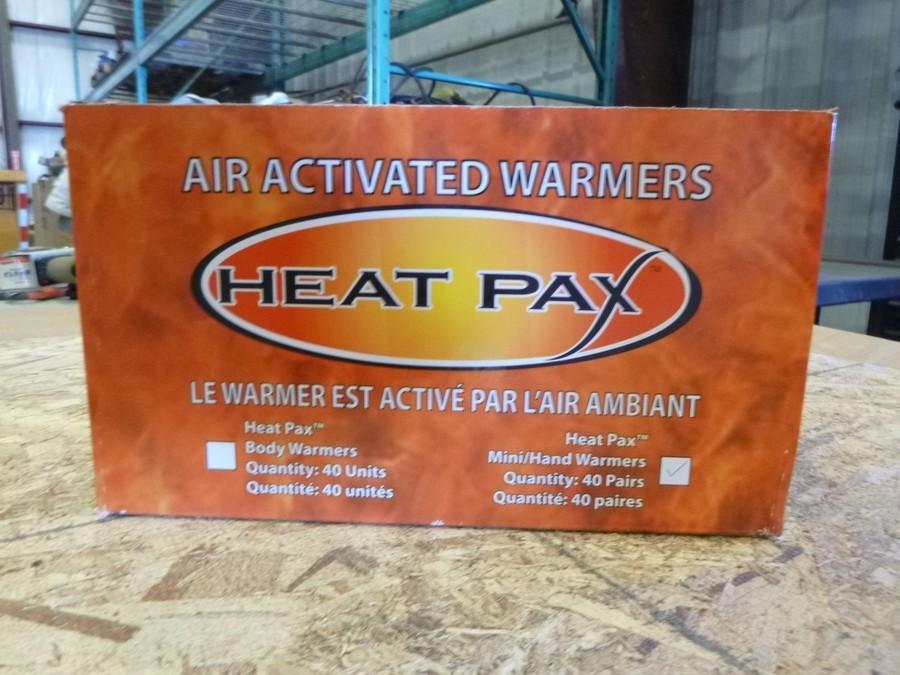 AIR ACTIVATED WARMERS
HEAT PAX™
LE WARMER EST ACTIVÉ PAR L'AIR AMBIANT
Heat Pax™
Body Warmers
Quantity: 40 Units
Quantité: 40 unités
Heat Pax™
Mini/Hand Warmers
Quantity: 40 Pairs
Quantité: 40 paires